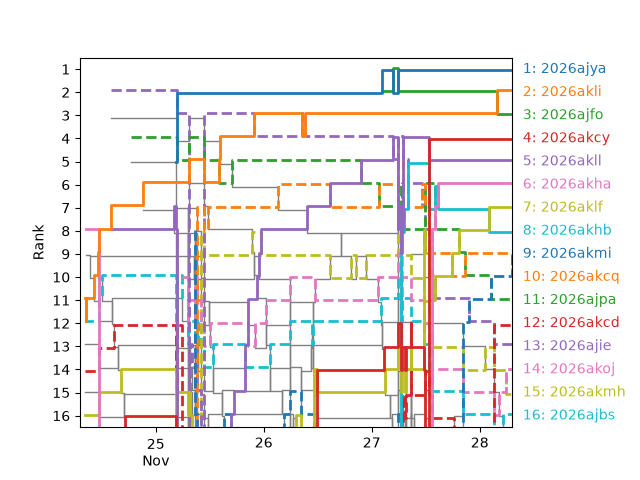 Rank
1
2
3
4
5
6
7
8
9
10
11
12
13
14
15
16
25
26
27
28
Nov
1: 2026ajya
2: 2026akli
3: 2026ajfo
4: 2026akcy
5: 2026akll
6: 2026akha
7: 2026aklf
8: 2026akhb
9: 2026akmi
10: 2026akcq
11: 2026ajpa
12: 2026akcd
13: 2026ajie
14: 2026akoj
15: 2026akmh
16: 2026ajbs